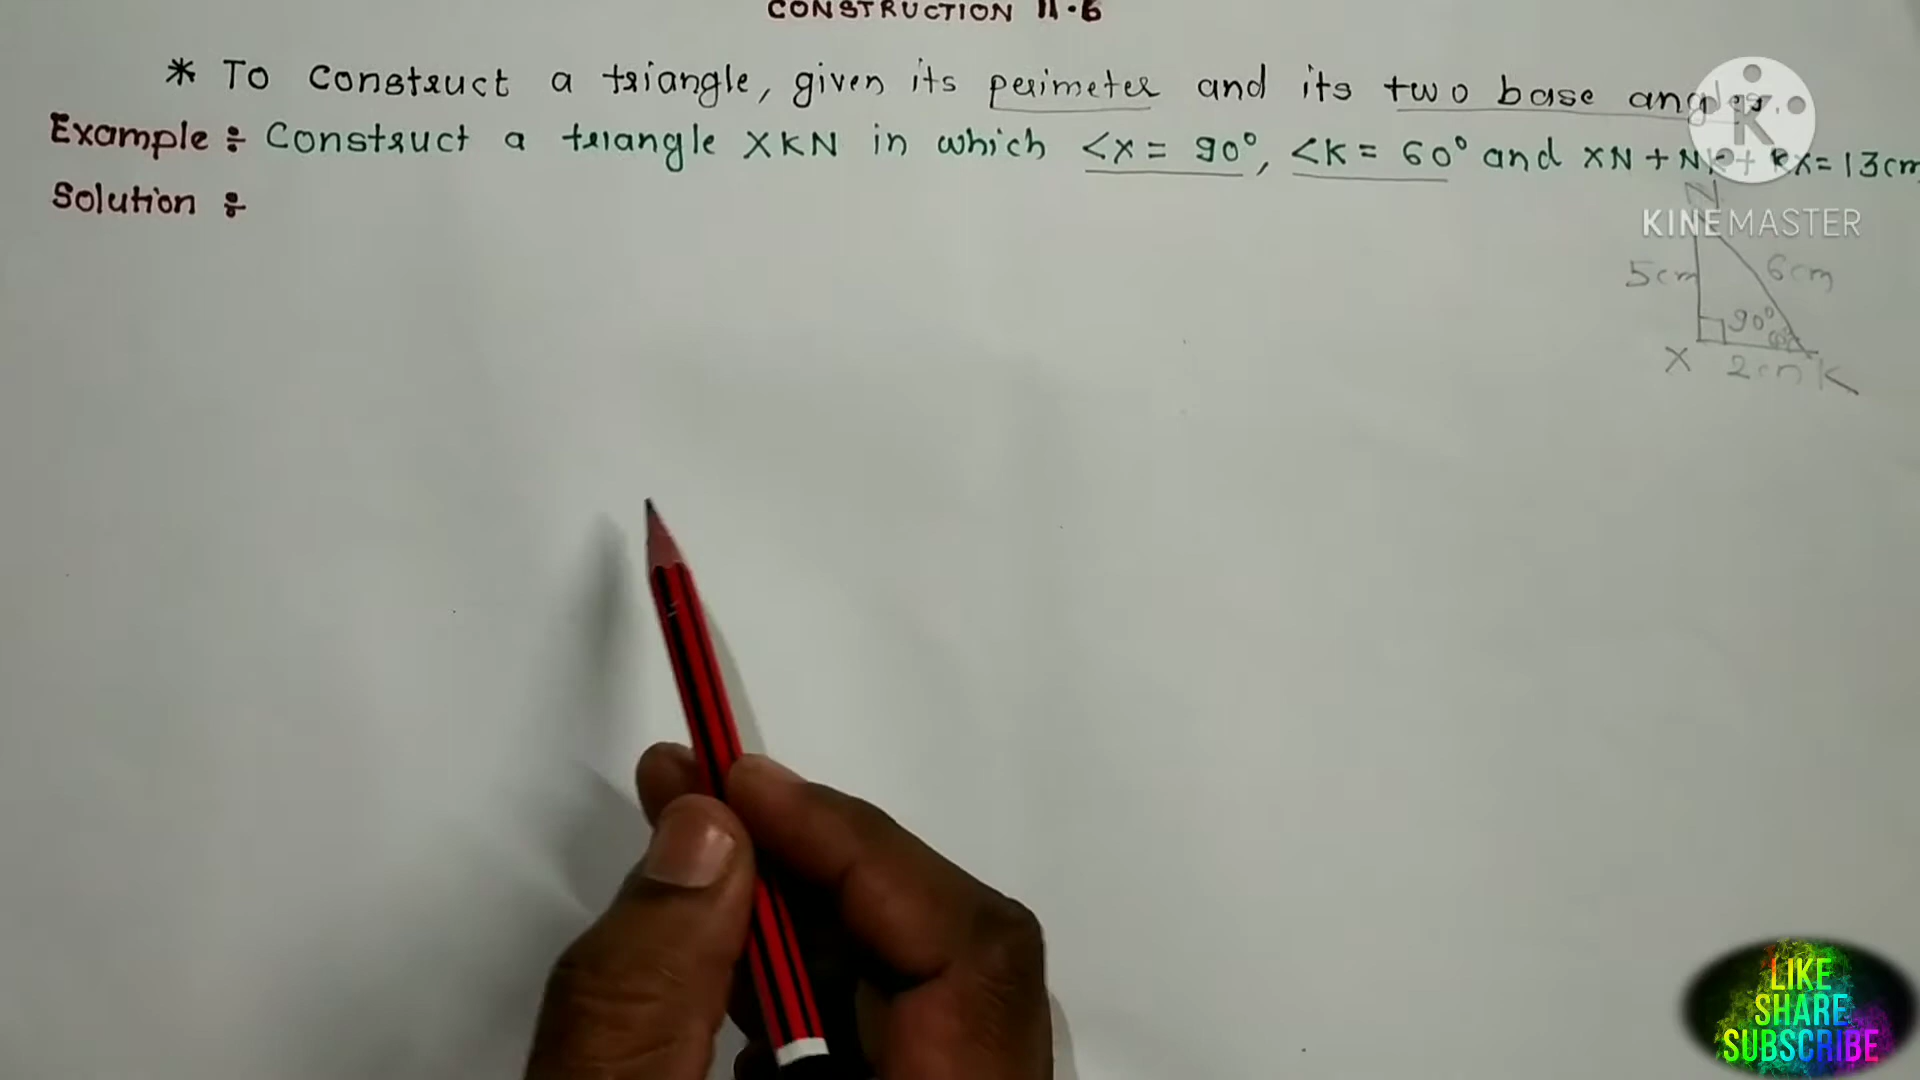 CONSTRUCTION 11.6
* To construct a triangle, given its perimeter and its two base angles.
Example ÷ Construct a triangle XKN in which <X = 90°, <K = 60° and XN + NK + KX = 13cm
Solution ÷
N
KINEMASTER
5cm 6cm
90°
X 2cm K
LIKE
SHARE
SUBSCRIBE